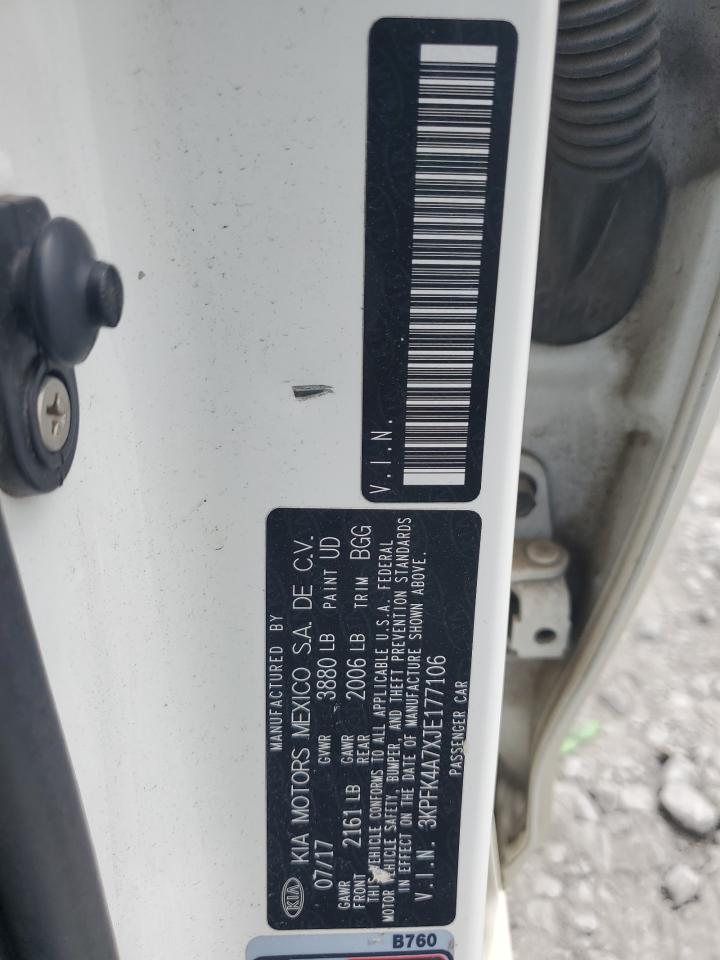 V.I.N.
MANUFACTURED BY
KIA KIA MOTORS MEXICO S.A. DE C.V.
07/17 GVWR 3880 LB PAINT UD
GAWR FRONT 2161 LB GAWR REAR 2006 LB TRIM BGG
THIS VEHICLE CONFORMS TO ALL APPLICABLE U.S.A. FEDERAL
MOTOR VEHICLE SAFETY, BUMPER, AND THEFT PREVENTION STANDARDS
IN EFFECT ON THE DATE OF MANUFACTURE SHOWN ABOVE.
V.I.N. 3KPFK4A7XJE177106
PASSENGER CAR
B760